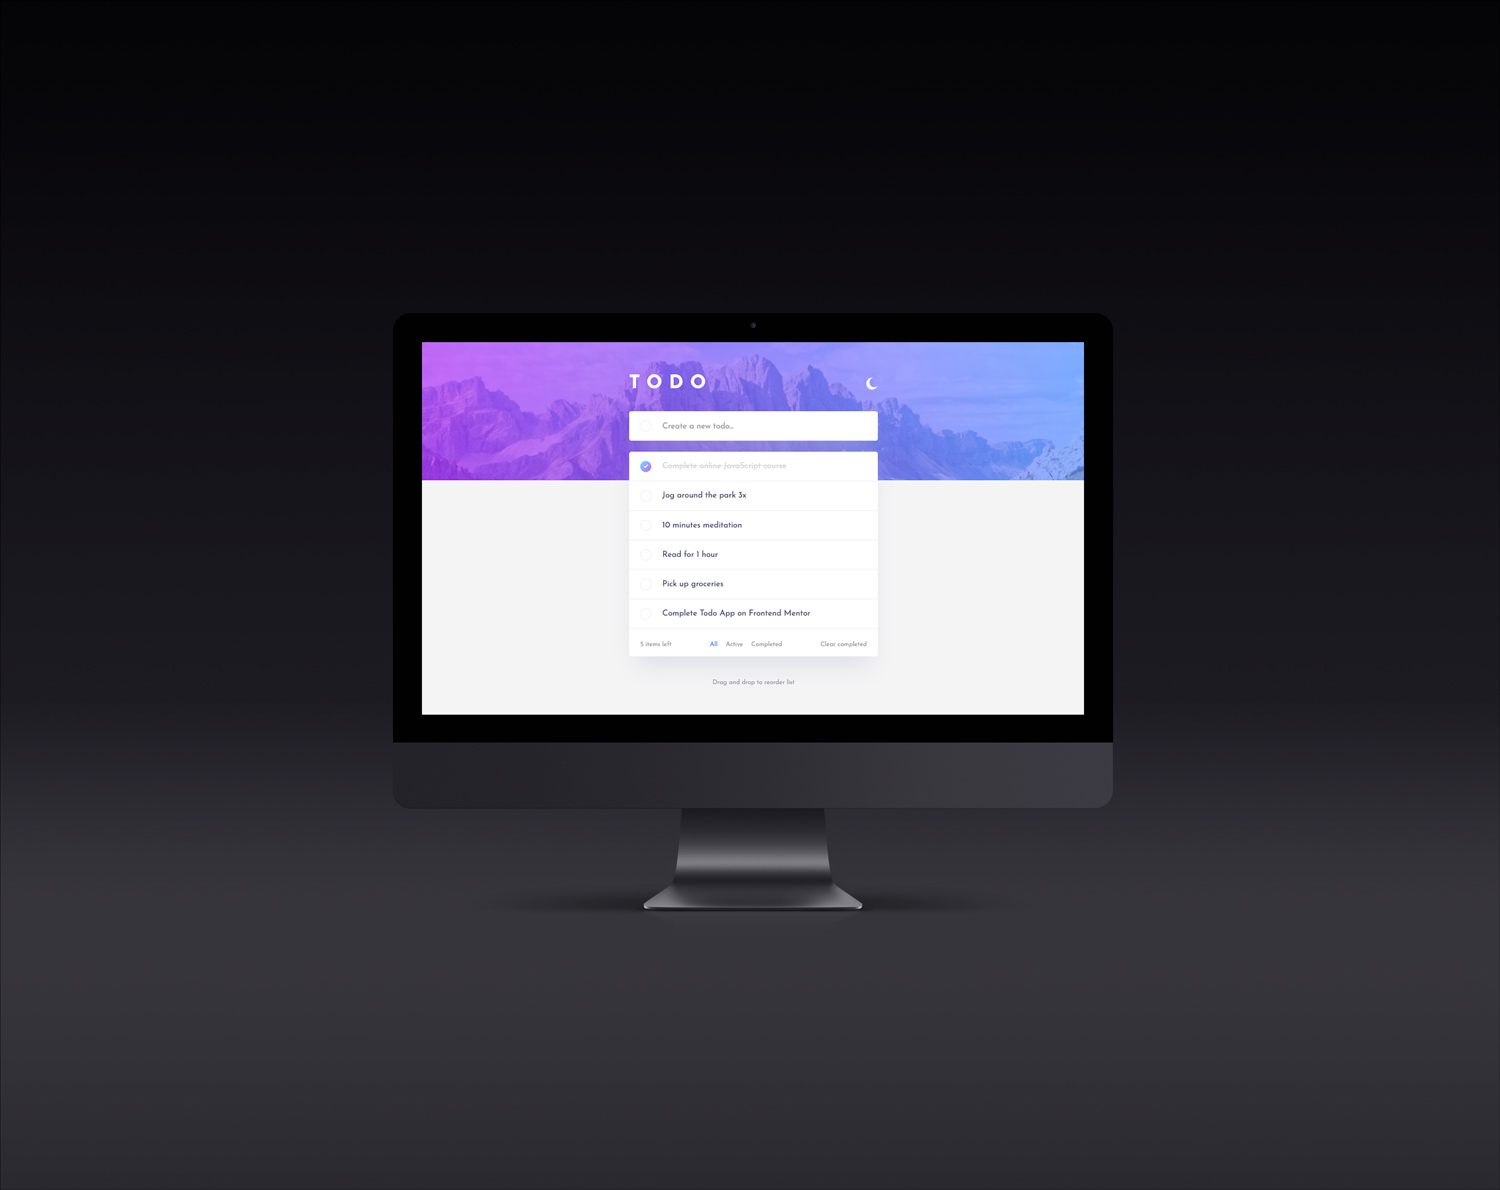 TODO
Create a new todo...
Complete online JavaScript course
Jog around the park 3x
10 minutes meditation
Read for 1 hour
Pick up groceries
Complete Todo App on Frontend Mentor
5 items left All Active Completed Clear completed
Drag and drop to reorder list